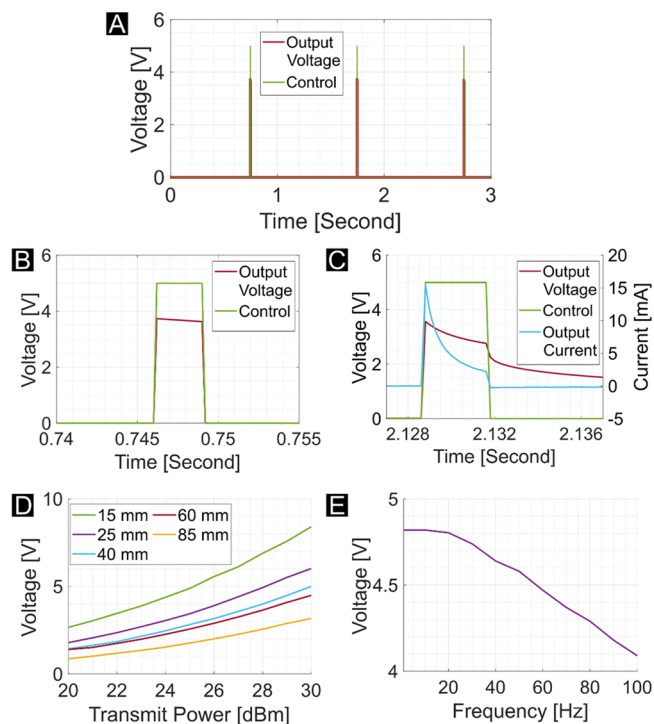 A
Voltage [V]
6
4
2
0
Output
Voltage
Control
0
1
2
3
Time [Second]
B
Voltage [V]
6
4
2
0
Output
Voltage
Control
0.74
0.745
0.75
0.755
Time [Second]
C
Voltage [V]
6
4
2
0
Output
Voltage
Control
Output
Current
20
15
10
5
0
-5
Current [mA]
2.128
2.132
2.136
Time [Second]
D
Voltage [V]
10
5
0
15 mm
60 mm
25 mm
85 mm
40 mm
20
22
24
26
28
30
Transmit Power [dBm]
E
Voltage [V]
5
4.5
4
0
20
40
60
80
100
Frequency [Hz]